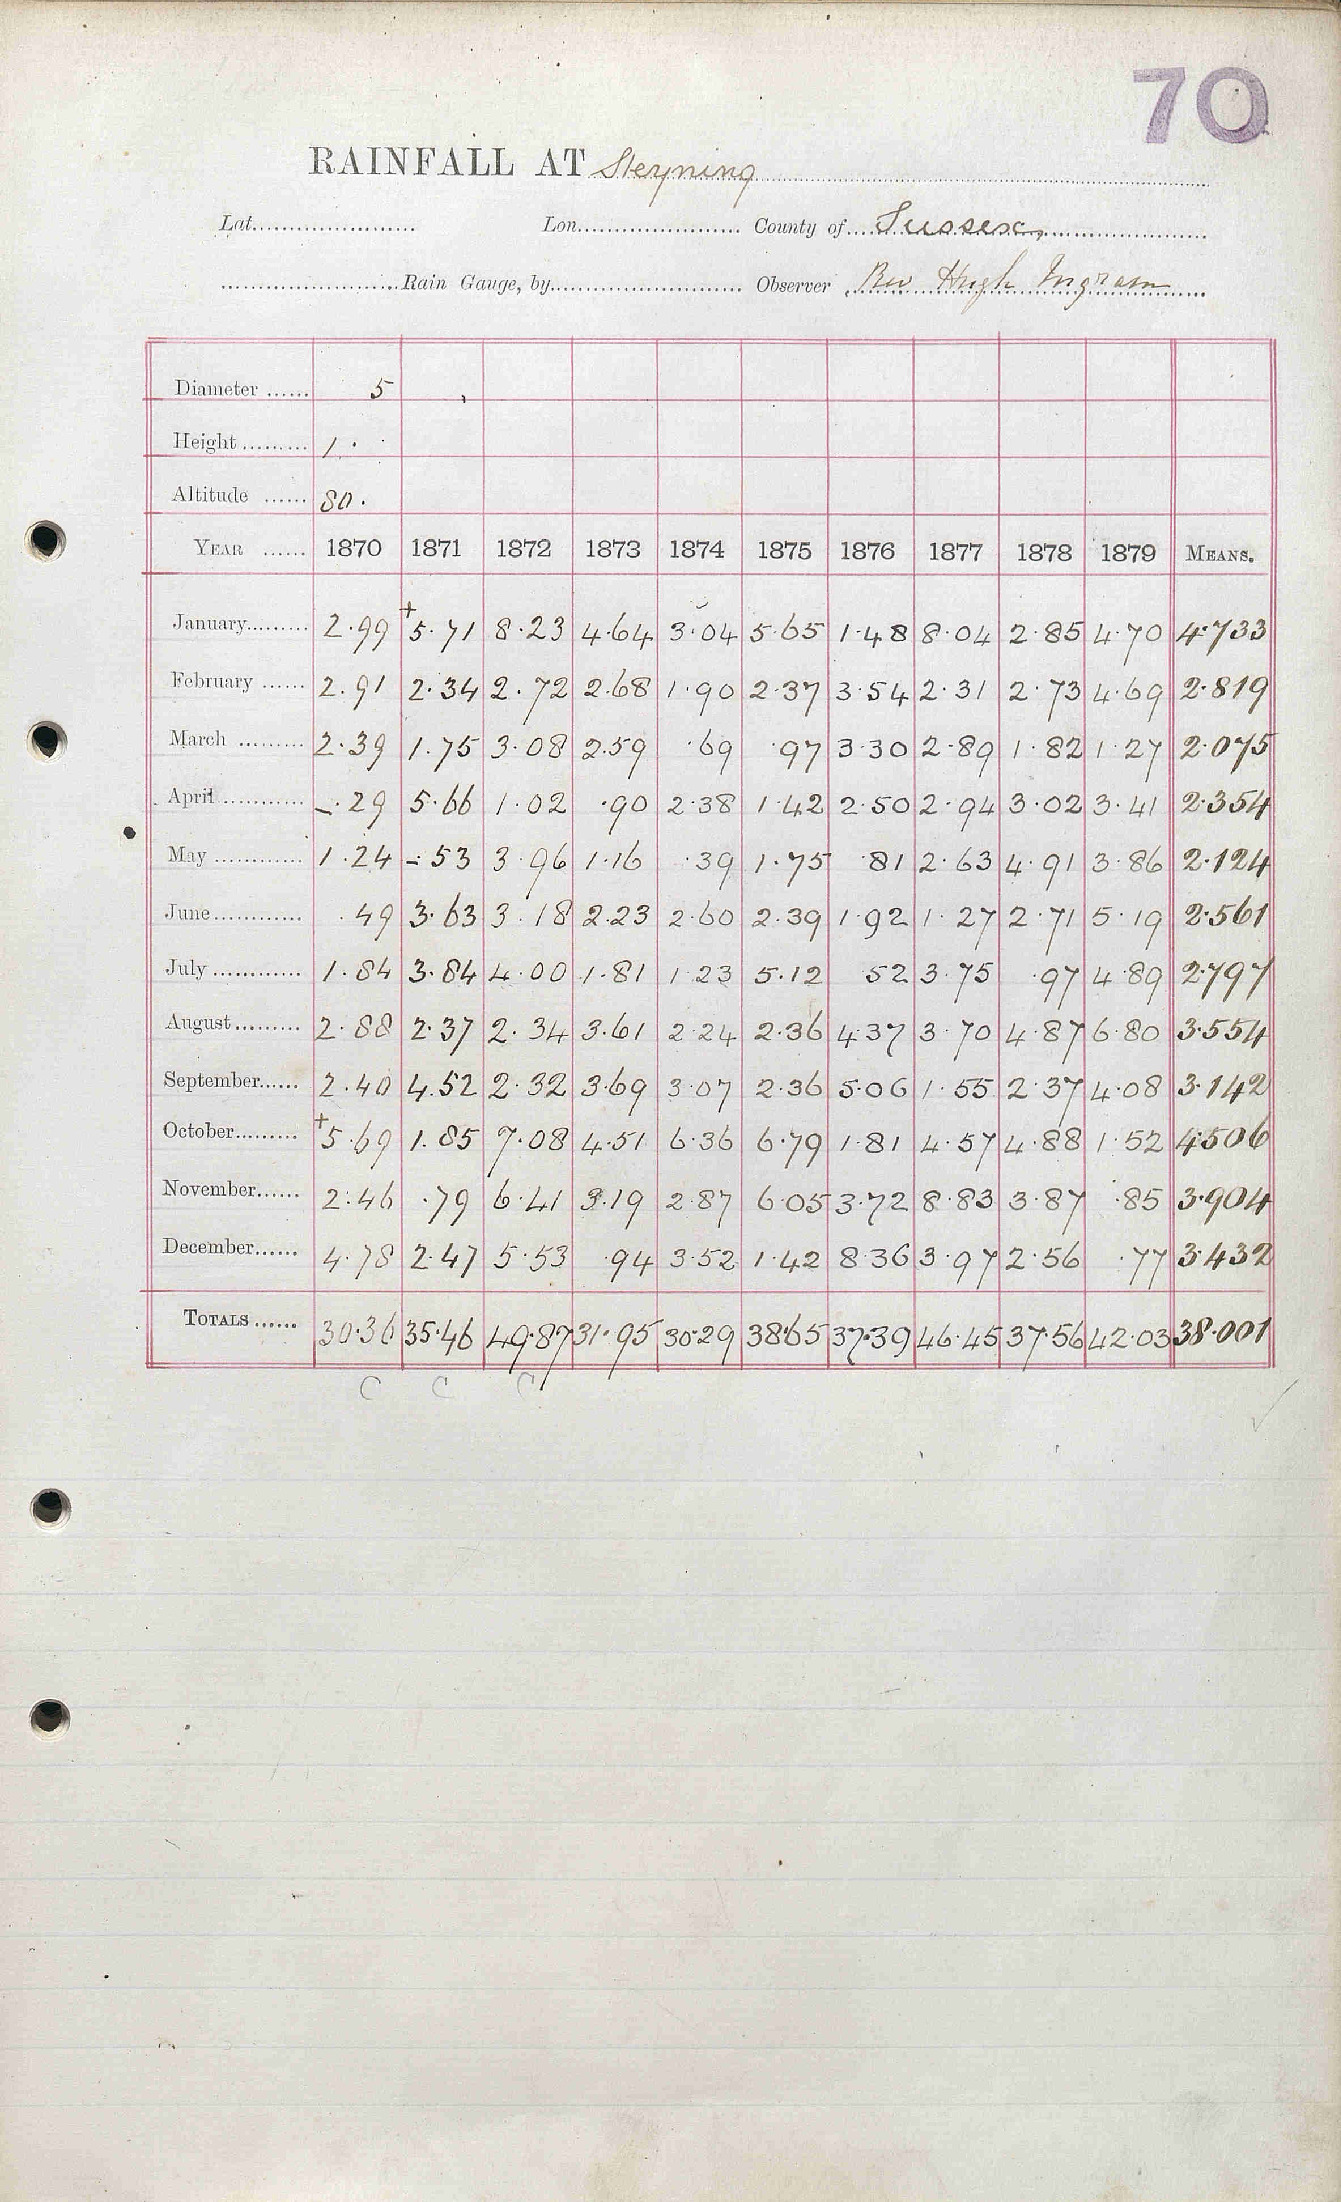 70
RAINFALL AT Steyning
Lat. Lon. County of Sussex,
Rain Gauge, by Observer Rev Hugh Ingram
Diameter 5
Height 1.
Altitude 80.
YEAR 1870 1871 1872 1873 1874 1875 1876 1877 1878 1879 MEANS.
January 2.99 +5.71 8.23 4.64 3.04 5.65 1.48 8.04 2.85 4.70 4.733
February 2.91 2.34 2.72 2.68 1.90 2.37 3.54 2.31 2.73 4.69 2.819
March 2.39 1.75 3.08 2.59 .69 .97 3.30 2.89 1.82 1.27 2.075
April -.29 5.66 1.02 .90 2.38 1.42 2.50 2.94 3.02 3.41 2.354
May 1.24 -.53 3.96 1.16 .39 1.75 .81 2.63 4.91 3.86 2.124
June .49 3.63 3.18 2.23 2.60 2.39 1.92 1.27 2.71 5.19 2.561
July 1.84 3.84 4.00 1.81 1.23 5.12 .52 3.75 .97 4.89 2.797
August 2.88 2.37 2.34 3.61 2.24 2.36 4.37 3.70 4.87 6.80 3.554
September 2.40 4.52 2.32 3.69 3.07 2.36 5.06 1.55 2.37 4.08 3.142
October +5.69 1.85 7.08 4.51 6.36 6.79 1.81 4.57 4.88 1.52 4.506
November 2.46 .79 6.41 3.19 2.87 6.05 3.72 8.83 3.87 .85 3.904
December 4.78 2.47 5.53 .94 3.52 1.42 8.36 3.97 2.56 .77 3.432
TOTALS 30.36 35.46 49.87 31.95 30.29 38.65 37.39 46.45 37.56 42.03 38.001
C C C